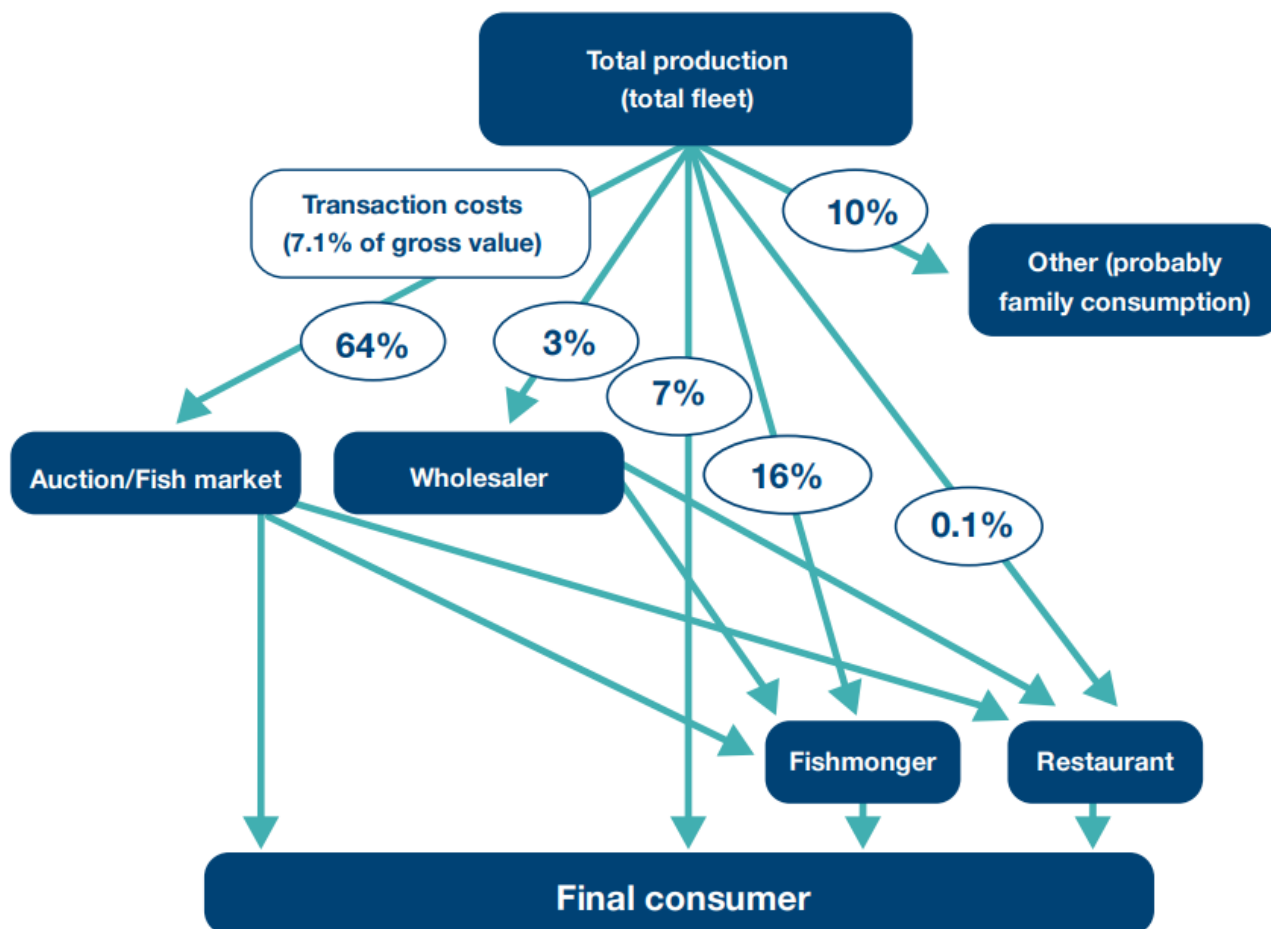 Total production
(total fleet)
Transaction costs
(7.1% of gross value)
10%
Other (probably
family consumption)
64%
3%
7%
16%
0.1%
Auction/Fish market
Wholesaler
Fishmonger
Restaurant
Final consumer